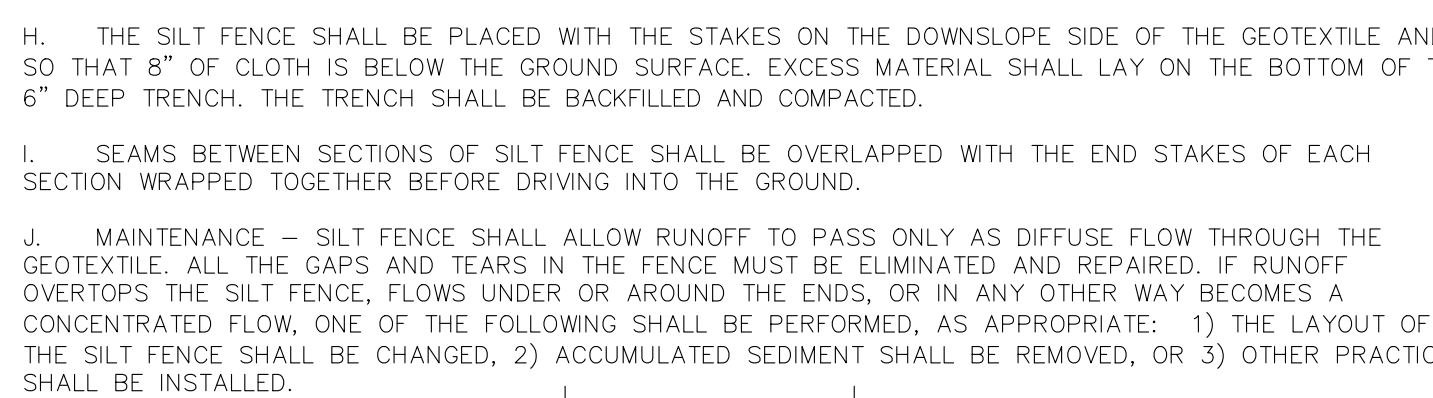 H. THE SILT FENCE SHALL BE PLACED WITH THE STAKES ON THE DOWNSLOPE SIDE OF THE GEOTEXTILE AN
SO THAT 8” OF CLOTH IS BELOW THE GROUND SURFACE. EXCESS MATERIAL SHALL LAY ON THE BOTTOM OF
6” DEEP TRENCH. THE TRENCH SHALL BE BACKFILLED AND COMPACTED.
I. SEAMS BETWEEN SECTIONS OF SILT FENCE SHALL BE OVERLAPPED WITH THE END STAKES OF EACH
SECTION WRAPPED TOGETHER BEFORE DRIVING INTO THE GROUND.
J. MAINTENANCE – SILT FENCE SHALL ALLOW RUNOFF TO PASS ONLY AS DIFFUSE FLOW THROUGH THE
GEOTEXTILE. ALL THE GAPS AND TEARS IN THE FENCE MUST BE ELIMINATED AND REPAIRED. IF RUNOFF
OVERTOPS THE SILT FENCE, FLOWS UNDER OR AROUND THE ENDS, OR IN ANY OTHER WAY BECOMES A
CONCENTRATED FLOW, ONE OF THE FOLLOWING SHALL BE PERFORMED, AS APPROPRIATE: 1) THE LAYOUT OF
THE SILT FENCE SHALL BE CHANGED, 2) ACCUMULATED SEDIMENT SHALL BE REMOVED, OR 3) OTHER PRACTIC
SHALL BE INSTALLED.